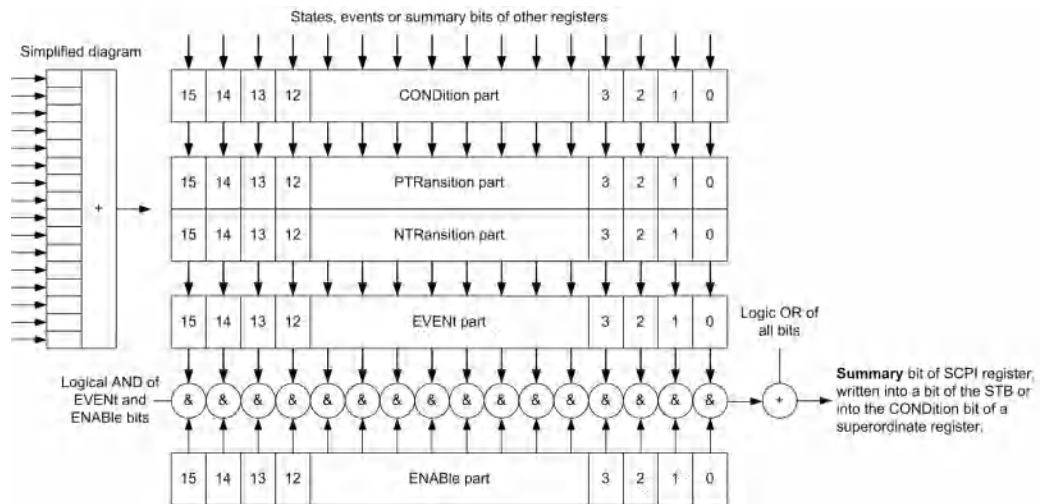 States, events or summary bits of other registers
Simplified diagram
15 14 13 12 CONDition part 3 2 1 0
15 14 13 12 PTRansition part 3 2 1 0
+
15 14 13 12 NTRansition part 3 2 1 0
15 14 13 12 EVENt part 3 2 1 0
Logic OR of
all bits
Logical AND of
EVENt and
ENABle bits
& & & & & & & & & & & & & & & &
+
Summary bit of SCPI register,
written into a bit of the STB or
into the CONDition bit of a
superordinate register.
15 14 13 12 ENABle part 3 2 1 0